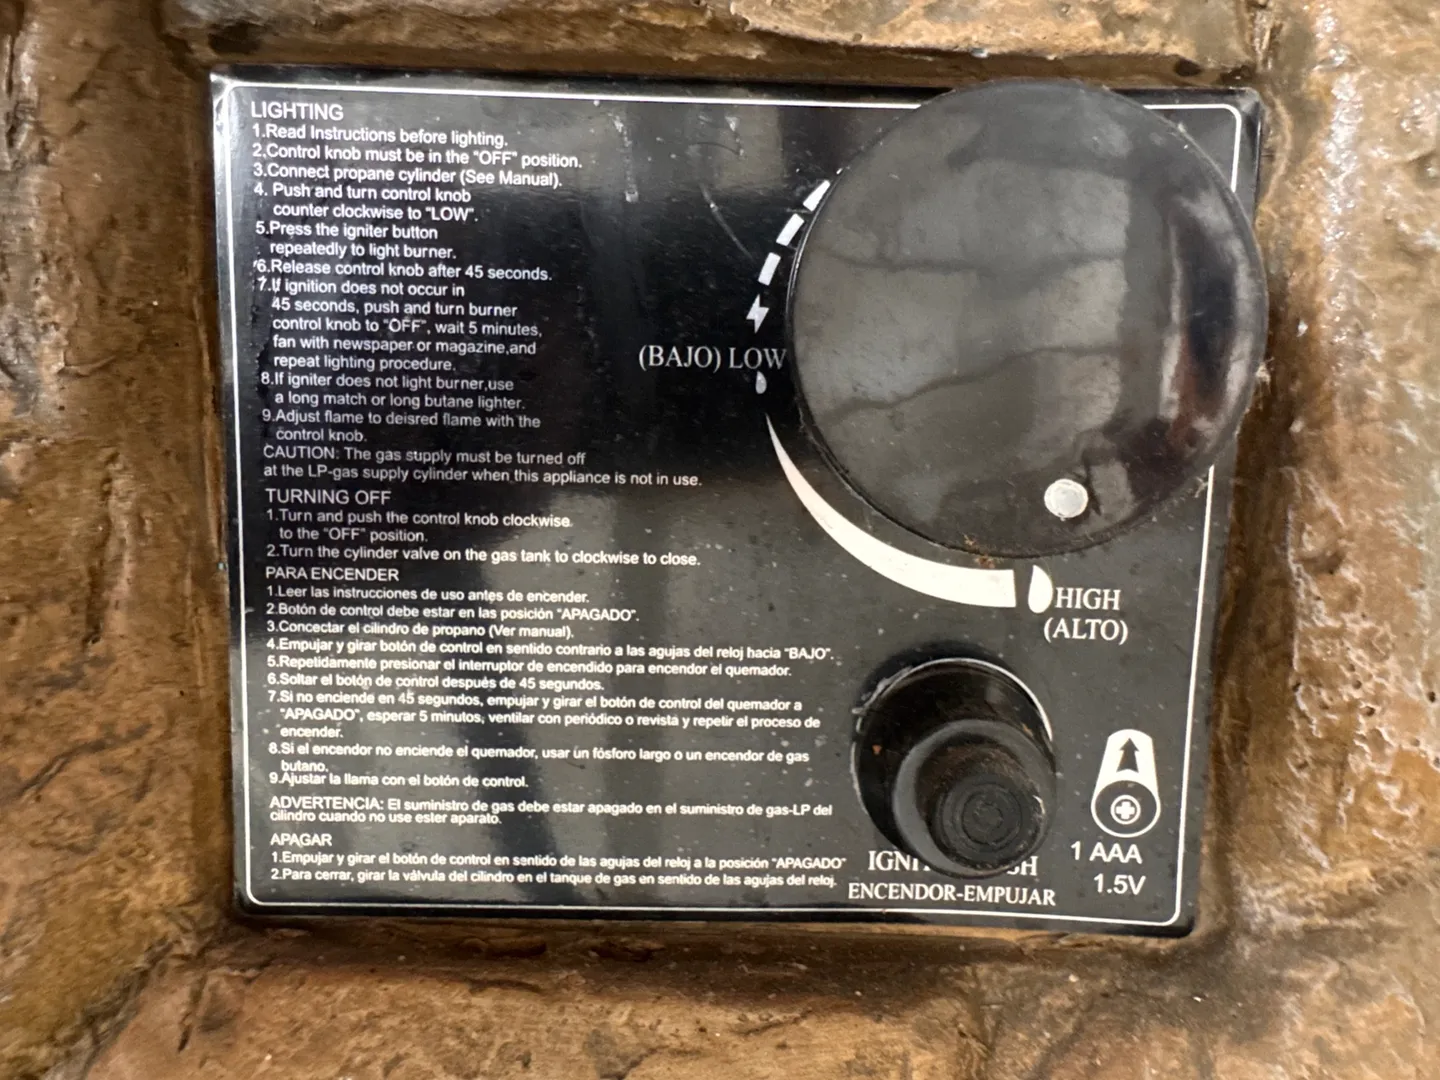 LIGHTING
1.Read Instructions before lighting.
2.Control knob must be in the "OFF" position.
3.Connect propane cylinder (See Manual).
4. Push and turn control knob
counter clockwise to "LOW".
5.Press the igniter button
repeatedly to light burner.
6.Release control knob after 45 seconds.
7.If ignition does not occur in
45 seconds, push and turn burner
control knob to "OFF", wait 5 minutes,
fan with newspaper or magazine,and
repeat lighting procedure.
8.If igniter does not light burner,use
a long match or long butane lighter.
9.Adjust flame to deisred flame with the
control knob.
CAUTION: The gas supply must be turned off
at the LP-gas supply cylinder when this appliance is not in use.
TURNING OFF
1.Turn and push the control knob clockwise
to the "OFF" position.
2.Turn the cylinder valve on the gas tank to clockwise to close.
PARA ENCENDER
1.Leer las instrucciones de uso antes de encender.
2.Botón de control debe estar en las posición "APAGADO".
3.Concectar el cilindro de propano (Ver manual).
4.Empujar y girar botón de control en sentido contrario a las agujas del reloj hacia "BAJO".
5.Repetidamente presionar el interruptor de encendido para encender el quemador.
6.Soltar el botón de control después de 45 segundos.
7.Si no enciende en 45 segundos, empujar y girar el botón de control del quemador a
"APAGADO", esperar 5 minutos, ventilar con periódico o revista y repetir el proceso de
encender.
8.Si el encendor no enciende el quemador, usar un fósforo largo o un encendor de gas
butano.
9.Ajustar la llama con el botón de control.
ADVERTENCIA: El suministro de gas debe estar apagado en el suministro de gas-LP del
cilindro cuando no use ester aparato.
APAGAR
1.Empujar y girar el botón de control en sentido de las agujas del reloj a la posición "APAGADO"
2.Para cerrar, girar la válvula del cilindro en el tanque de gas en sentido de las agujas del reloj.
(BAJO) LOW
HIGH
(ALTO)
ENCENDOR-EMPUJAR
1 AAA
1.5V